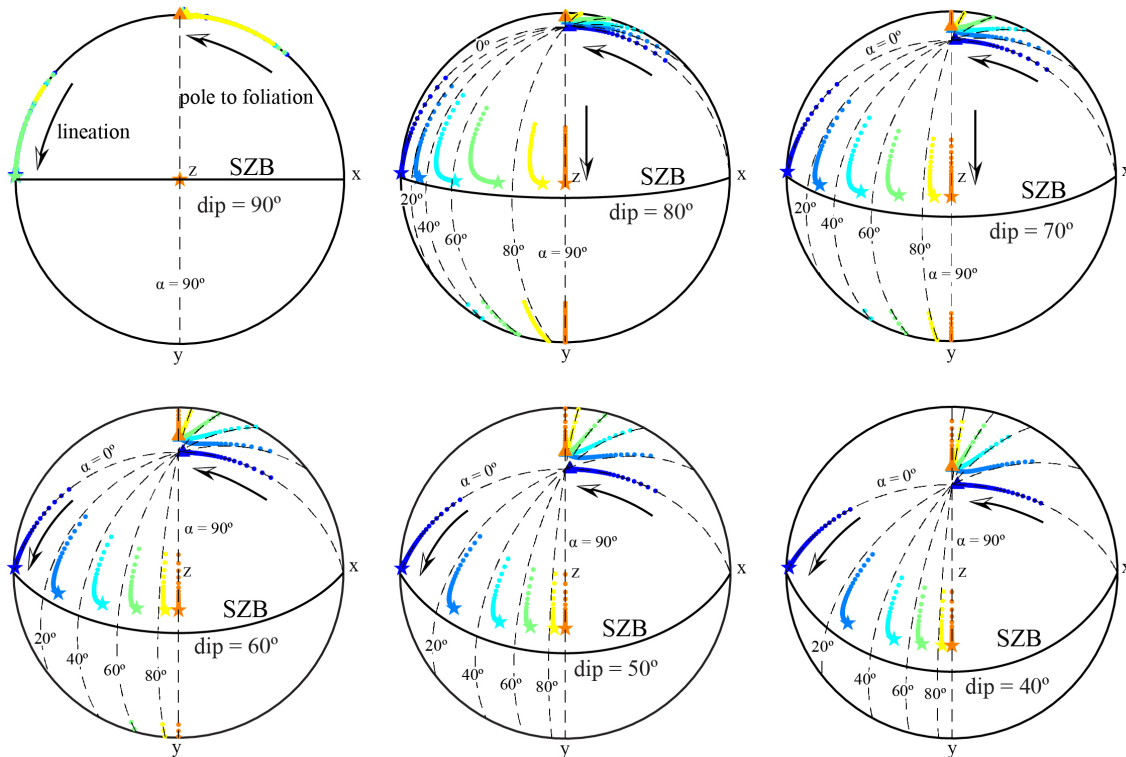 pole to foliation
lineation
z
SZB
x
dip = 90º
α = 90º
y
0º
z
SZB
x
20º
dip = 80º
40º
60º
80º
α = 90º
y
α = 0º
z
SZB
x
20º
dip = 70º
40º
60º
80º
α = 90º
y
α = 0º
α = 90º
x
z
SZB
20º
dip = 60º
40º
60º
80º
y
α = 0º
α = 90º
x
z
SZB
20º
dip = 50º
40º
60º
80º
y
α = 0º
α = 90º
x
z
SZB
20º
dip = 40º
40º
60º
80º
y